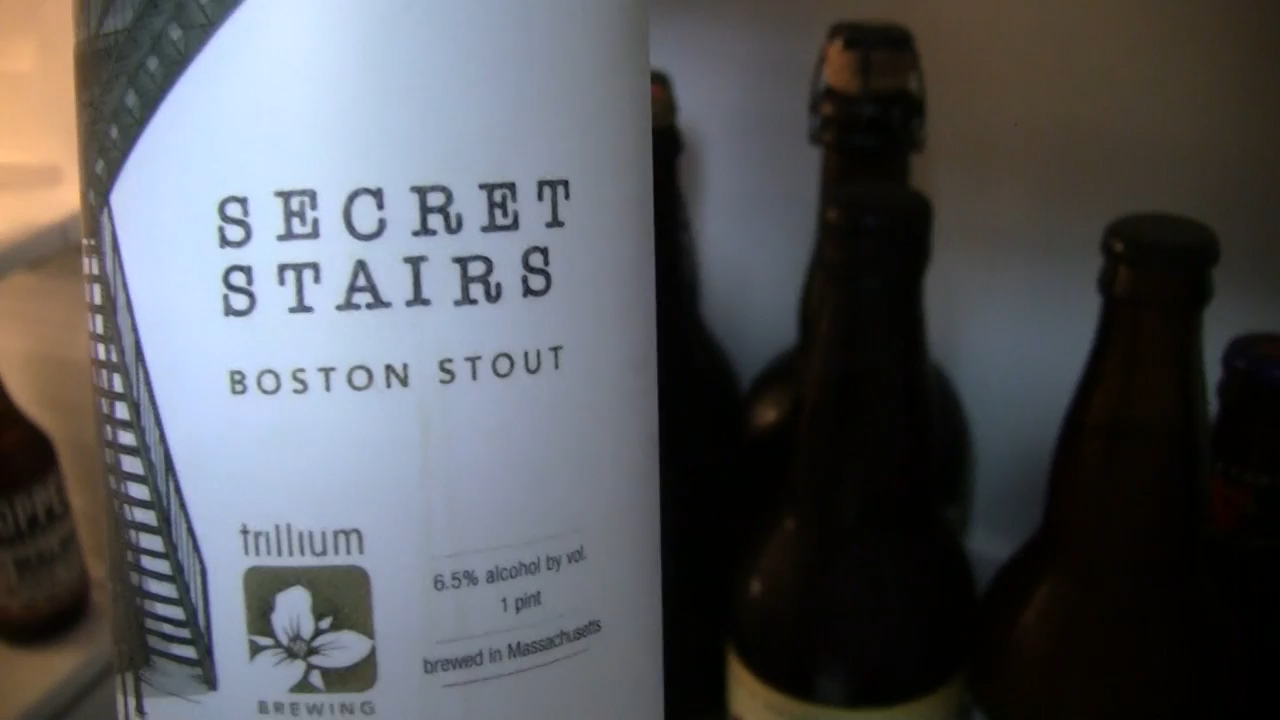 SECRET
STAIRS
BOSTON STOUT
trillium
BREWING
6.5% alcohol by vol.
1 pint
brewed in Massachusetts